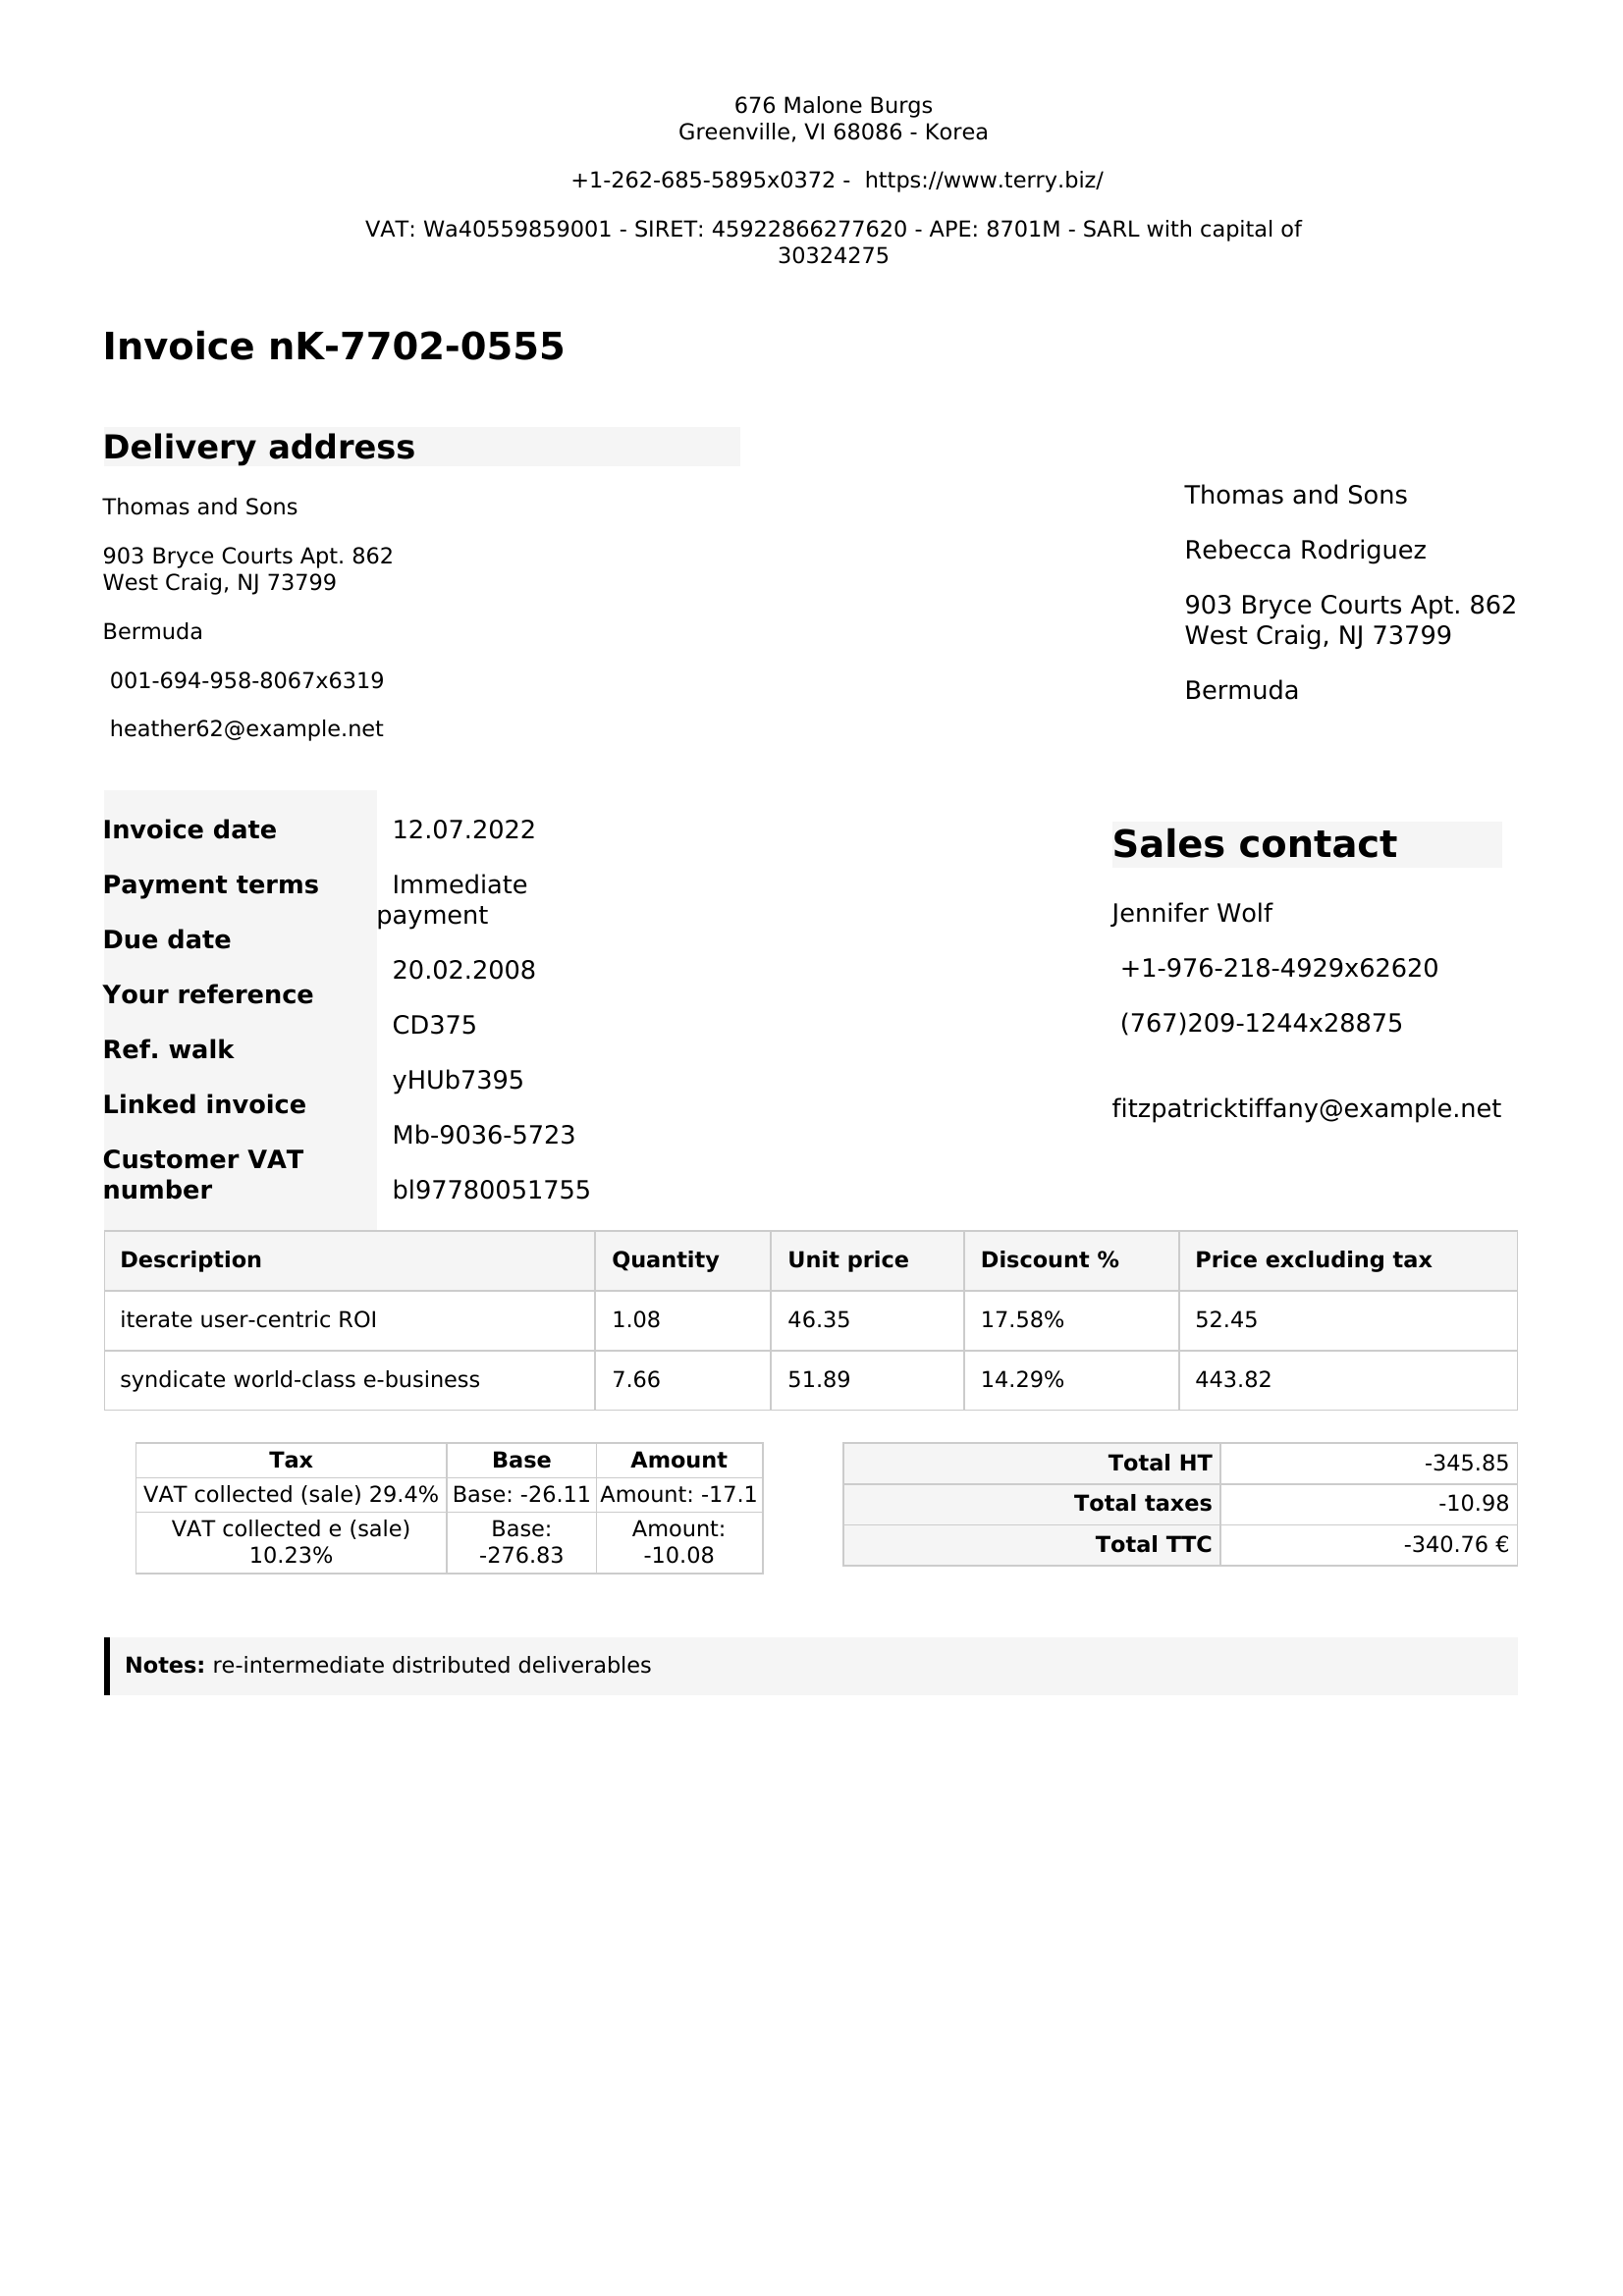 676 Malone Burgs
Greenville, VI 68086 - Korea
+1-262-685-5895x0372 -  https://www.terry.biz/
VAT: Wa40559859001 - SIRET: 45922866277620 - APE: 8701M - SARL with capital of
30324275
Invoice nK-7702-0555
Delivery address
Thomas and Sons
903 Bryce Courts Apt. 862
West Craig, NJ 73799
Bermuda
001-694-958-8067x6319
heather62@example.net
Thomas and Sons
Rebecca Rodriguez
903 Bryce Courts Apt. 862
West Craig, NJ 73799
Bermuda
Invoice date
Payment terms
Due date
Your reference
Ref. walk
Linked invoice
Customer VAT
number
12.07.2022
Immediate
payment
20.02.2008
CD375
yHUb7395
Mb-9036-5723
bl97780051755
Sales contact
Jennifer Wolf
+1-976-218-4929x62620
(767)209-1244x28875
fitzpatricktiffany@example.net
Description Quantity Unit price Discount % Price excluding tax
iterate user-centric ROI 1.08 46.35 17.58% 52.45
syndicate world-class e-business 7.66 51.89 14.29% 443.82
Tax Base Amount
VAT collected (sale) 29.4% Base: -26.11 Amount: -17.1
VAT collected e (sale) Base: Amount:
10.23% -276.83 -10.08
Total HT -345.85
Total taxes -10.98
Total TTC -340.76 €
Notes: re-intermediate distributed deliverables